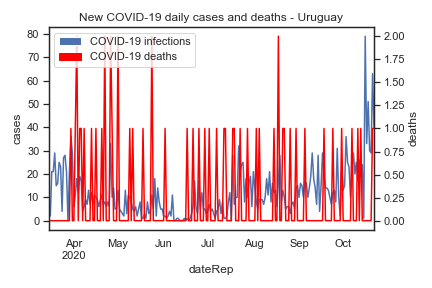 New COVID-19 daily cases and deaths - Uruguay
COVID-19 infections
COVID-19 deaths
80
70
60
50
40
30
20
10
0
cases
2.00
1.75
1.50
1.25
1.00
0.75
0.50
0.25
0.00
deaths
Apr May Jun Jul Aug Sep Oct
2020
dateRep